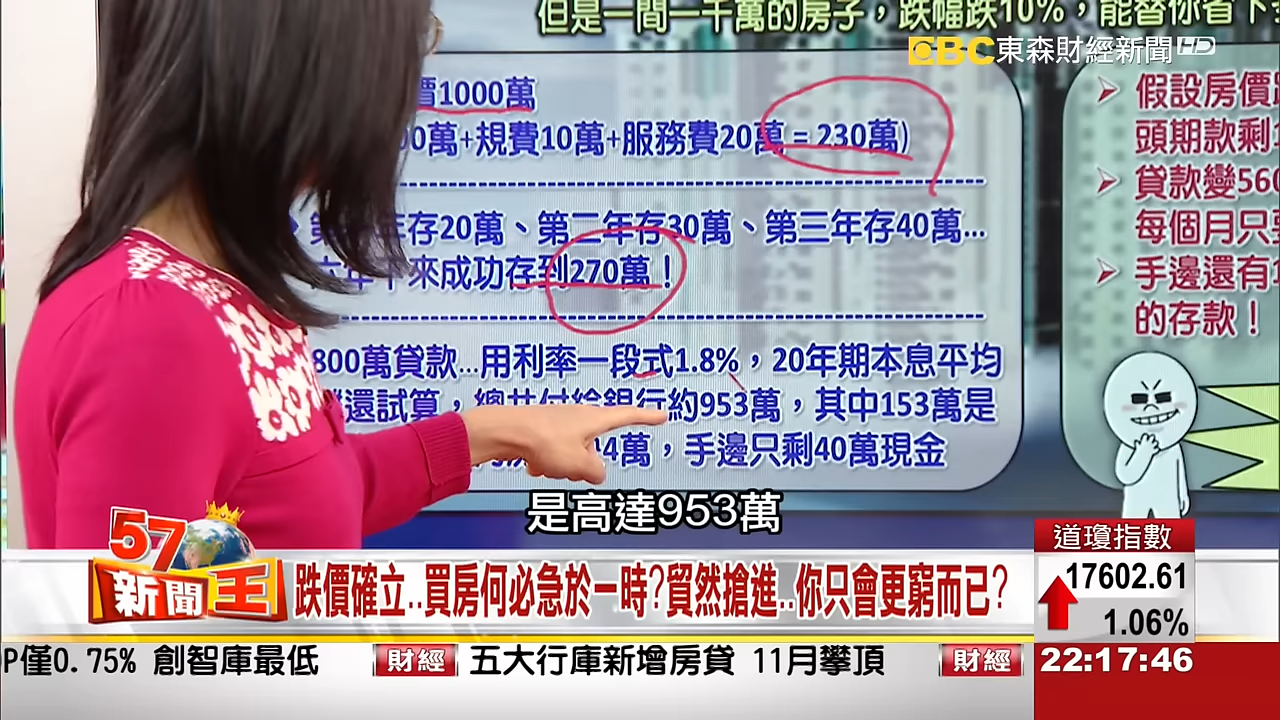 但是一間一千萬的房子，跌幅跌10%，能替你省下
EBC 東森財經新聞 HD
價1000萬
00萬+規費10萬+服務費20萬 = 230萬)
第一年存20萬、第二年存30萬、第三年存40萬...
六年下來成功存到270萬！
800萬貸款...用利率一段式1.8%，20年期本息平均
還試算，總共付給銀行約953萬，其中153萬是
4萬，手邊只剩40萬現金
假設房價
頭期款剩
貸款變560
每個月只
手邊還有
的存款！
是高達953萬
57
新聞王
跌價確立..買房何必急於一時?貿然搶進..你只會更窮而已?
道瓊指數
17602.61
1.06%
P僅0.75% 創智庫最低 財經 五大行庫新增房貸 11月攀頂 財經
22:17:46